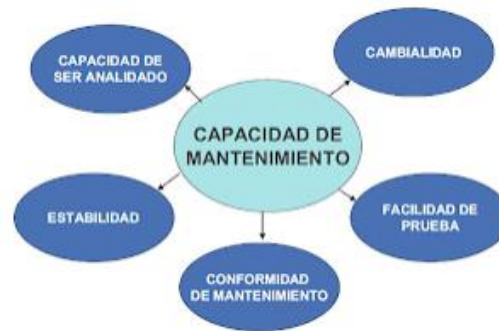 CAPACIDAD DE
SER ANALIDADO
CAMBIALIDAD
CAPACIDAD DE
MANTENIMIENTO
ESTABILIDAD
FACILIDAD DE
PRUEBA
CONFORMIDAD
DE MANTENIMIENTO